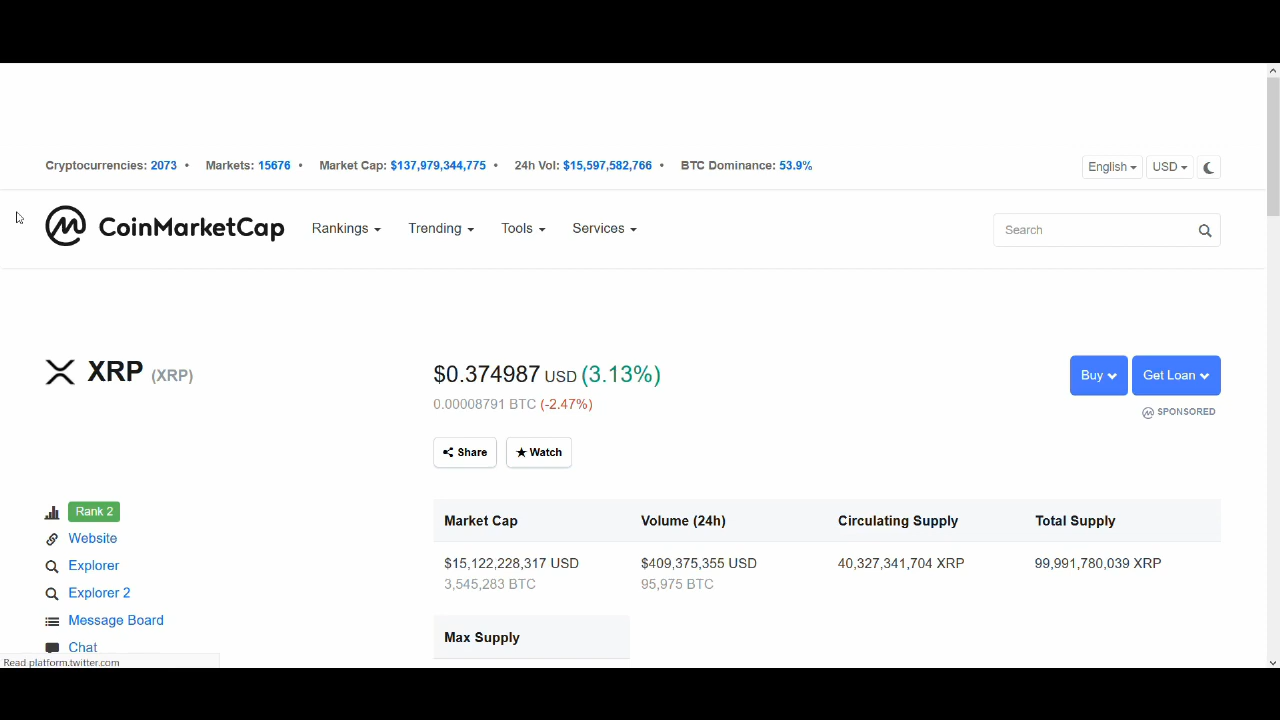 Cryptocurrencies: 2073 • Markets: 15676 • Market Cap: $137,979,344,775 • 24h Vol: $15,597,582,766 • BTC Dominance: 53.9%
English USD
CoinMarketCap Rankings Trending Tools Services Search
XRP (XRP)
$0.374987 USD (3.13%)
0.00008791 BTC (-2.47%)
Buy Get Loan
SPONSORED
Share Watch
Rank 2
Website
Explorer
Explorer 2
Message Board
Chat
Market Cap Volume (24h) Circulating Supply Total Supply
$15,122,228,317 USD $409,375,355 USD 40,327,341,704 XRP 99,991,780,039 XRP
3,545,283 BTC 95,975 BTC
Max Supply
Read platform.twitter.com